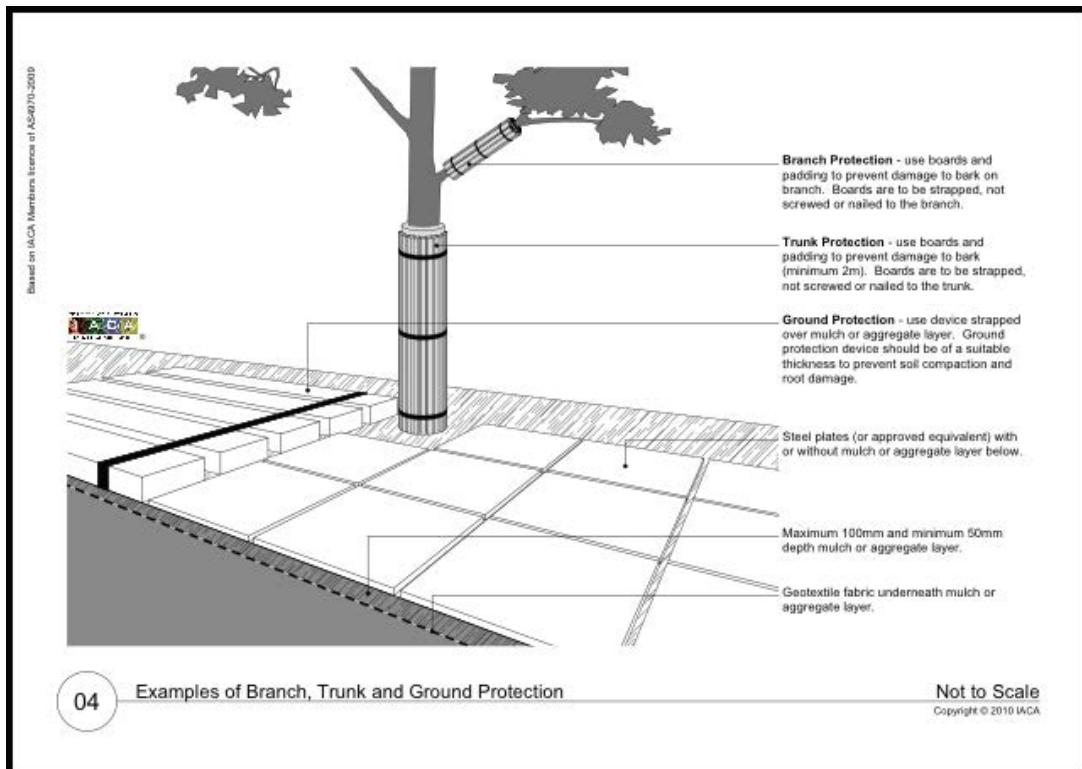 Based on IACA Members licence of AS4970-2009
Branch Protection - use boards and
padding to prevent damage to bark on
branch. Boards are to be strapped, not
screwed or nailed to the branch.
Trunk Protection - use boards and
padding to prevent damage to bark
(minimum 2m). Boards are to be strapped,
not screwed or nailed to the trunk.
IACA
®
Ground Protection - use device strapped
over mulch or aggregate layer. Ground
protection device should be of a suitable
thickness to prevent soil compaction and
root damage.
Steel plates (or approved equivalent) with
or without mulch or aggregate layer below.
Maximum 100mm and minimum 50mm
depth mulch or aggregate layer.
Geotextile fabric underneath mulch or
aggregate layer.
04
Examples of Branch, Trunk and Ground Protection
Not to Scale
Copyright © 2010 IACA